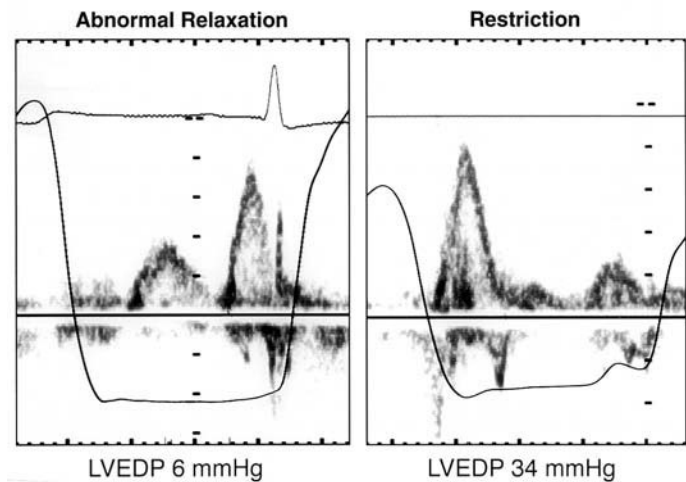 Abnormal Relaxation
Restriction
LVEDP 6 mmHg
LVEDP 34 mmHg